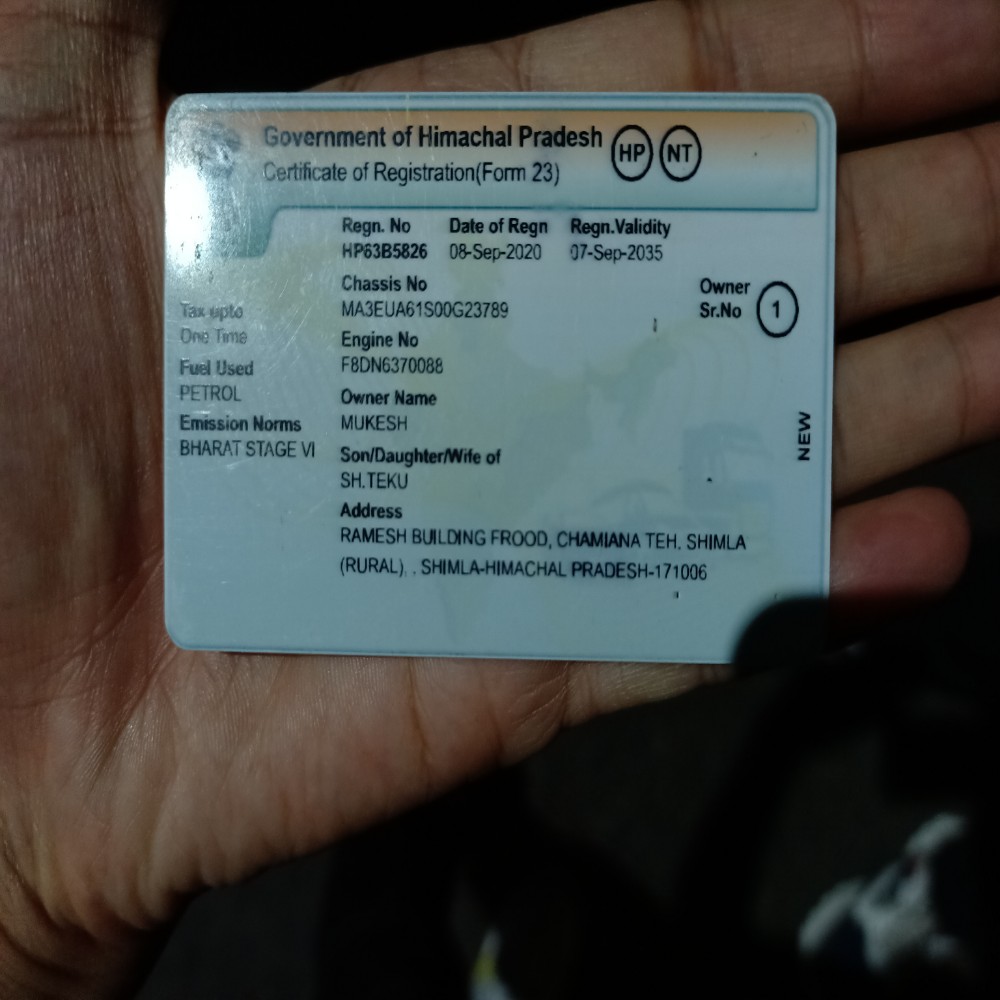 Government of Himachal Pradesh HP NT
Certificate of Registration(Form 23)
Regn. No Date of Regn Regn.Validity
HP63B5826 08-Sep-2020 07-Sep-2035
Chassis No
MA3EUA61S00G23789
Owner
Sr.No 1
Tax upto
One Time
Engine No
F8DN6370088
Fuel Used
PETROL
Owner Name
MUKESH
Emission Norms
BHARAT STAGE VI
NEW
Son/Daughter/Wife of
SH.TEKU
Address
RAMESH BUILDING FROOD, CHAMIANA TEH. SHIMLA
(RURAL), . SHIMLA-HIMACHAL PRADESH-171006